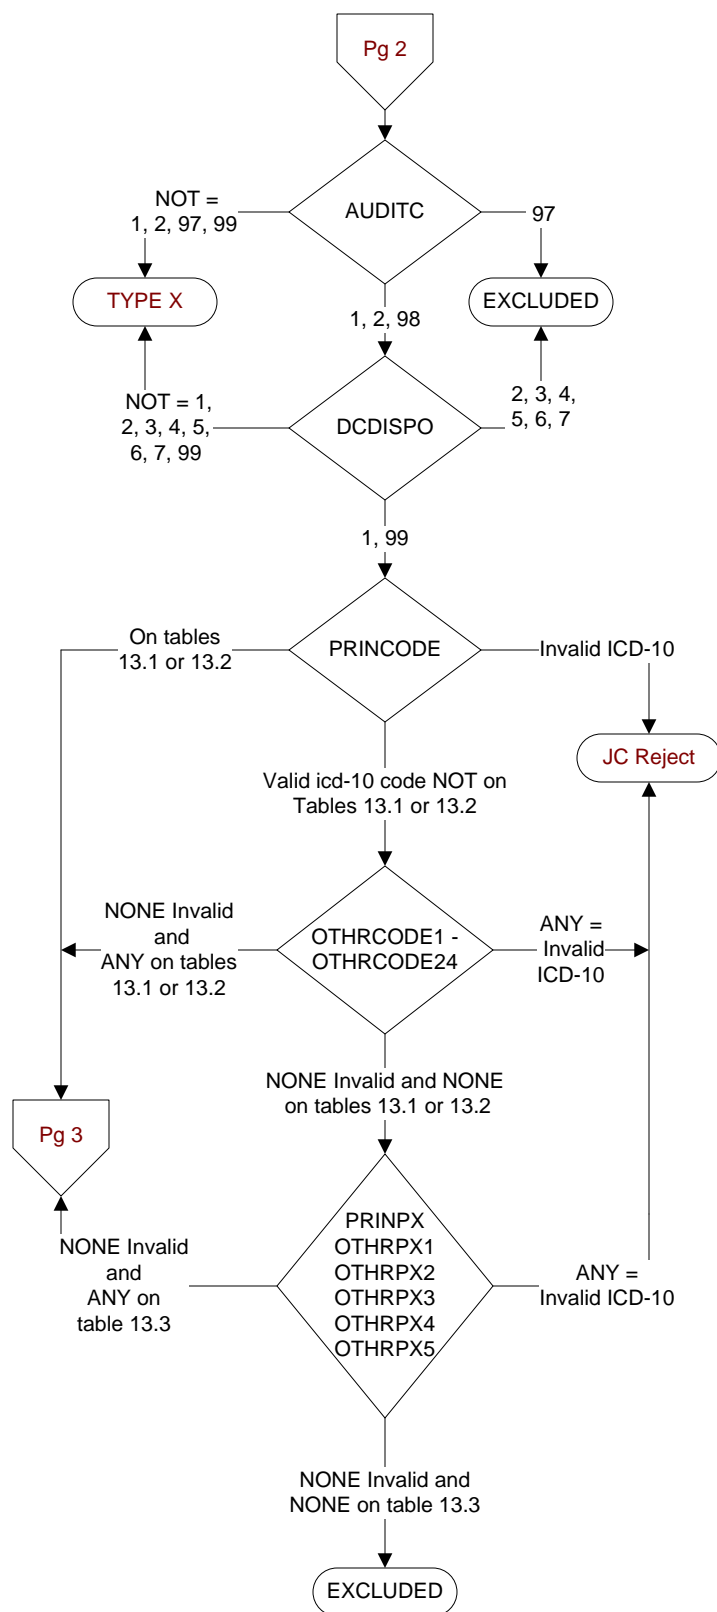 Pg 2
AUDITC
NOT =
1, 2, 97, 99
97
TYPE X
EXCLUDED
1, 2, 98
NOT = 1,
2, 3, 4, 5,
6, 7, 99
DCDISPO
2, 3, 4,
5, 6, 7
1, 99
On tables
13.1 or 13.2
PRINCODE
Invalid ICD-10
JC Reject
Valid icd-10 code NOT on
Tables 13.1 or 13.2
NONE Invalid
and
ANY on tables
13.1 or 13.2
OTHRCODE1 -
OTHRCODE24
ANY =
Invalid
ICD-10
NONE Invalid and NONE
on tables 13.1 or 13.2
Pg 3
NONE Invalid
and
ANY on
table 13.3
PRINPX
OTHRPX1
OTHRPX2
OTHRPX3
OTHRPX4
OTHRPX5
ANY =
Invalid ICD-10
NONE Invalid and
NONE on table 13.3
EXCLUDED